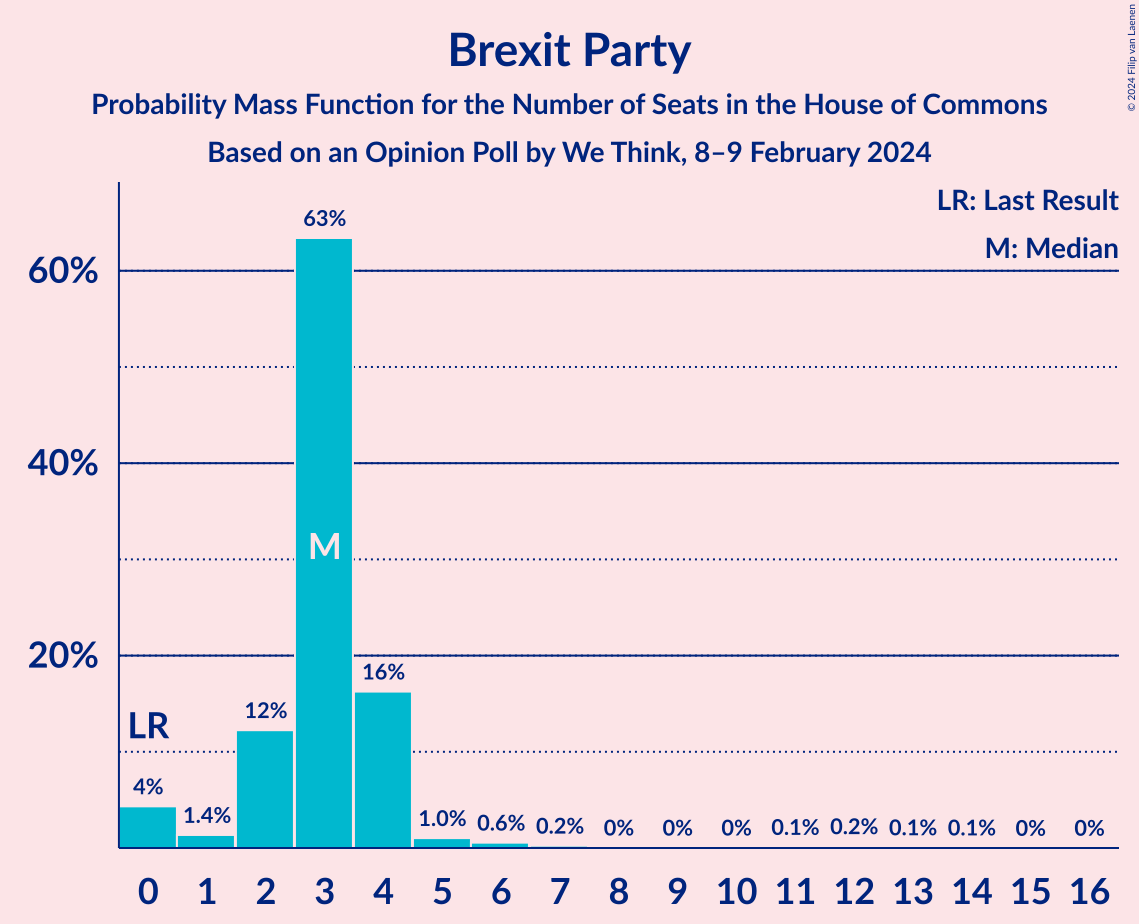 Brexit Party
Probability Mass Function for the Number of Seats in the House of Commons
Based on an Opinion Poll by We Think, 8–9 February 2024
© 2024 Filip van Laenen
LR: Last Result
M: Median
60%
40%
20%
63%
M
16%
12%
LR
4%
1.4%
1.0%
0.6%
0.2%
0%
0%
0%
0.1%
0.2%
0.1%
0.1%
0%
0%
0 1 2 3 4 5 6 7 8 9 10 11 12 13 14 15 16